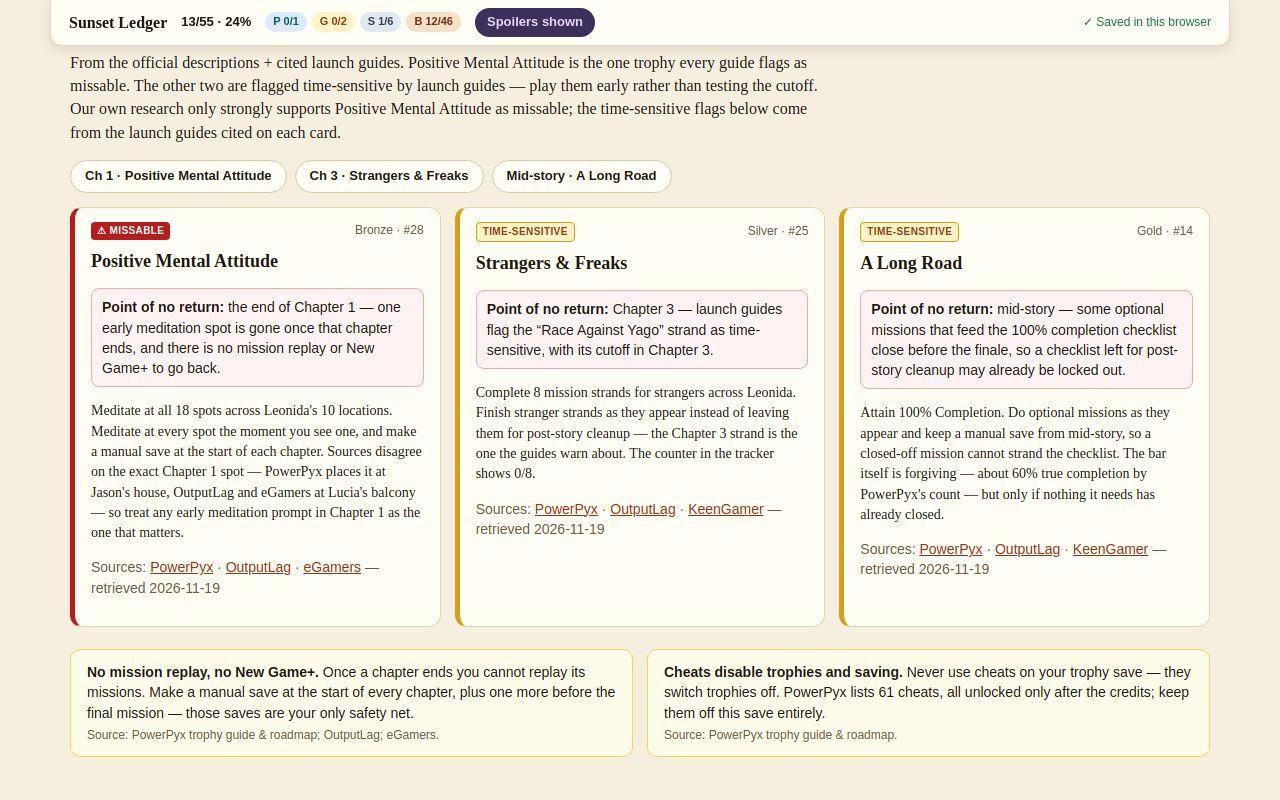 Sunset Ledger 13/55 · 24% P 0/1 G 0/2 S 1/6 B 12/46 Spoilers shown ✓ Saved in this browser
From the official descriptions + cited launch guides. Positive Mental Attitude is the one trophy every guide flags as
missable. The other two are flagged time-sensitive by launch guides — play them early rather than testing the cutoff.
Our own research only strongly supports Positive Mental Attitude as missable; the time-sensitive flags below come
from the launch guides cited on each card.
Ch 1 · Positive Mental Attitude
Ch 3 · Strangers & Freaks
Mid-story · A Long Road
⚠ MISSABLE
Bronze · #28
Positive Mental Attitude
Point of no return: the end of Chapter 1 — one
early meditation spot is gone once that chapter
ends, and there is no mission replay or New
Game+ to go back.
Meditate at all 18 spots across Leonida's 10 locations.
Meditate at every spot the moment you see one, and make
a manual save at the start of each chapter. Sources disagree
on the exact Chapter 1 spot — PowerPyx places it at
Jason's house, OutputLag and eGamers at Lucia's balcony
— so treat any early meditation prompt in Chapter 1 as the
one that matters.
Sources: PowerPyx · OutputLag · eGamers —
retrieved 2026-11-19
TIME-SENSITIVE
Silver · #25
Strangers & Freaks
Point of no return: Chapter 3 — launch guides
flag the “Race Against Yago” strand as time-
sensitive, with its cutoff in Chapter 3.
Complete 8 mission strands for strangers across Leonida.
Finish stranger strands as they appear instead of leaving
them for post-story cleanup — the Chapter 3 strand is the
one the guides warn about. The counter in the tracker
shows 0/8.
Sources: PowerPyx · OutputLag · KeenGamer —
retrieved 2026-11-19
TIME-SENSITIVE
Gold · #14
A Long Road
Point of no return: mid-story — some optional
missions that feed the 100% completion checklist
close before the finale, so a checklist left for post-
story cleanup may already be locked out.
Attain 100% Completion. Do optional missions as they
appear and keep a manual save from mid-story, so a
closed-off mission cannot strand the checklist. The bar
itself is forgiving — about 60% true completion by
PowerPyx's count — but only if nothing it needs has
already closed.
Sources: PowerPyx · OutputLag · KeenGamer —
retrieved 2026-11-19
No mission replay, no New Game+. Once a chapter ends you cannot replay its
missions. Make a manual save at the start of every chapter, plus one more before the
final mission — those saves are your only safety net.
Source: PowerPyx trophy guide & roadmap; OutputLag; eGamers.
Cheats disable trophies and saving. Never use cheats on your trophy save — they
switch trophies off. PowerPyx lists 61 cheats, all unlocked only after the credits; keep
them off this save entirely.
Source: PowerPyx trophy guide & roadmap.